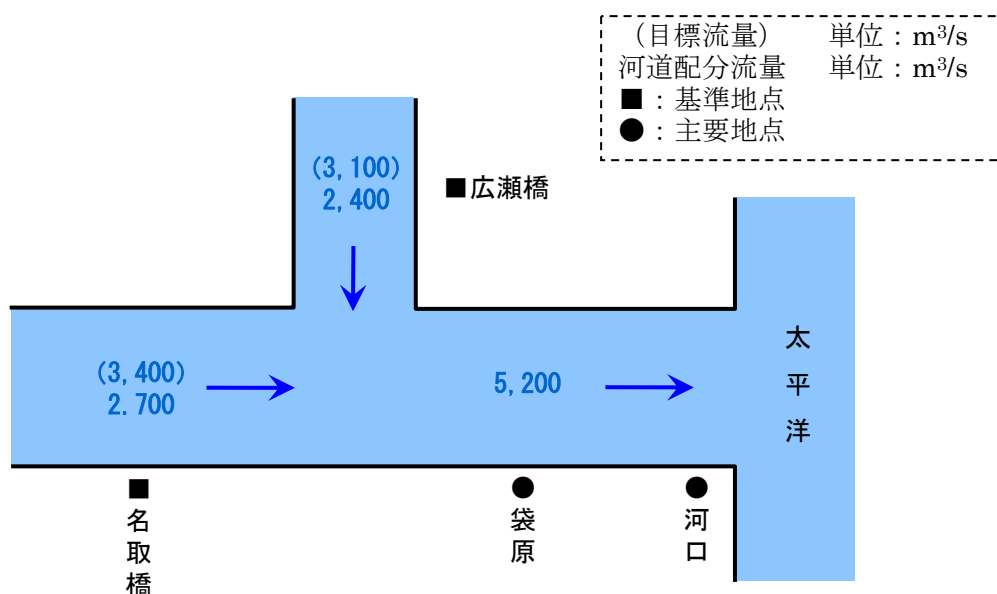 （目標流量） 単位：m³/s
河道配分流量 単位：m³/s
■：基準地点
●：主要地点
(3,100)
2,400
■広瀬橋
(3,400)
2.700
5,200
太平洋
■
名取橋
●
袋原
●
河口